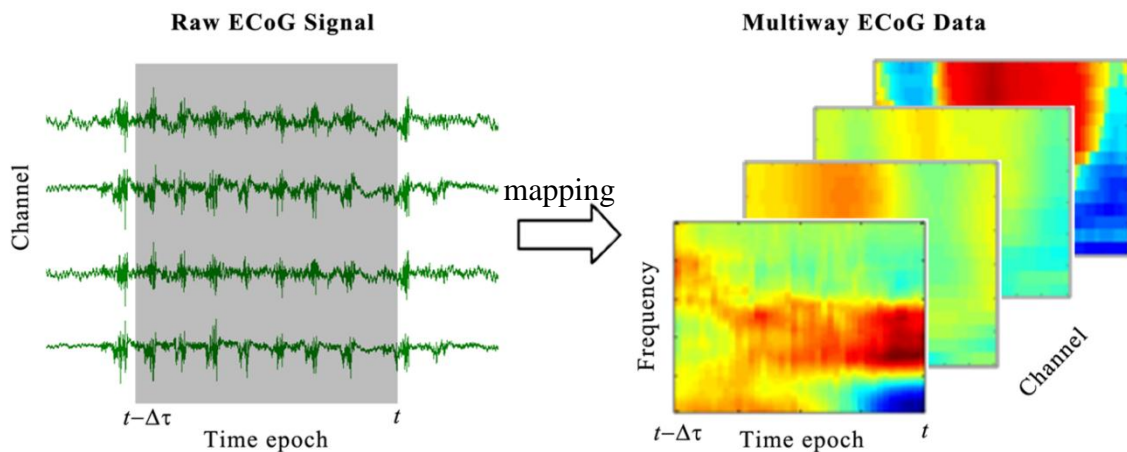 Raw ECoG Signal
Channel
t−Δτ
t
Time epoch
mapping
Multiway ECoG Data
Frequency
Channel
t−Δτ
t
Time epoch